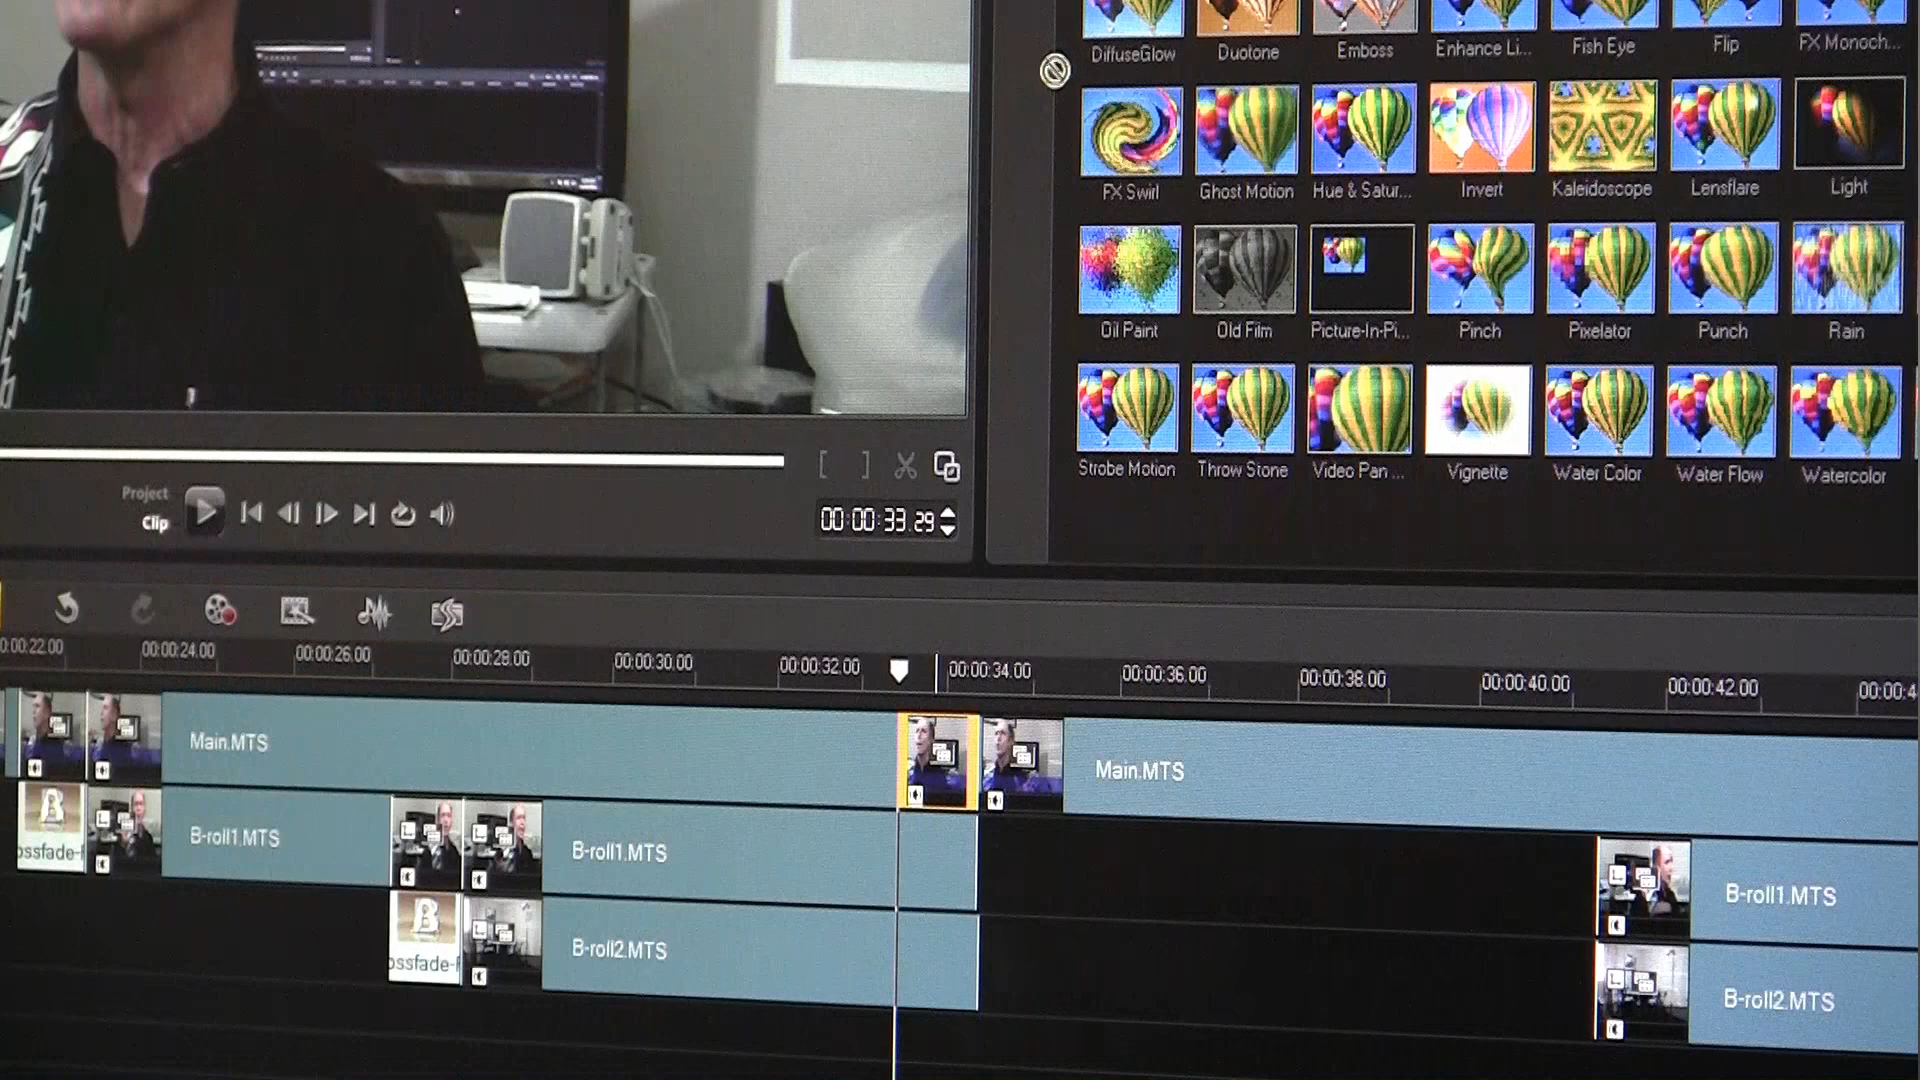 DiffuseGlow Duotone Emboss Enhance Li... Fish Eye Flip FX Monoch...
FX Swirl Ghost Motion Hue & Satur... Invert Kaleidoscope Lensflare Light
Oil Paint Old Film Picture-In-Pi... Pinch Pixelator Punch Rain
Strobe Motion Throw Stone Video Pan ... Vignette Water Color Water Flow Watercolor
Project
Clip
00:00:33.29
0:00:22.00 00:00:24.00 00:00:26.00 00:00:28.00 00:00:30.00 00:00:32.00 00:00:34.00 00:00:36.00 00:00:38.00 00:00:40.00 00:00:42.00 00:00:4
Main.MTS Main.MTS
ossfade-F B-roll1.MTS B-roll1.MTS B-roll1.MTS
ossfade-F B-roll2.MTS B-roll2.MTS